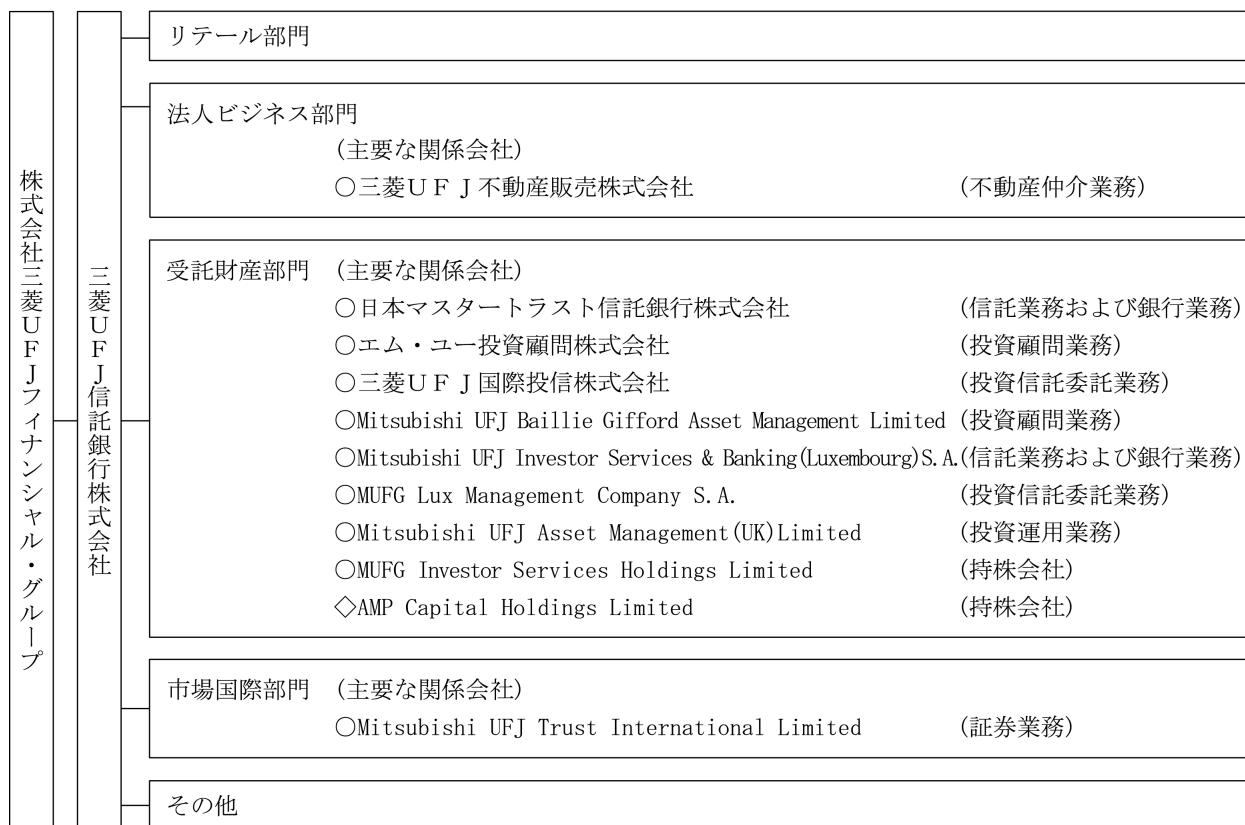 株式会社三菱UFJフィナンシャル・グループ
三菱UFJ信託銀行株式会社
リテール部門
法人ビジネス部門
(主要な関係会社)
○三菱UFJ不動産販売株式会社 (不動産仲介業務)
受託財産部門 (主要な関係会社)
○日本マスタートラスト信託銀行株式会社 (信託業務および銀行業務)
○エム・ユー投資顧問株式会社 (投資顧問業務)
○三菱UFJ国際投信株式会社 (投資信託委託業務)
○Mitsubishi UFJ Baillie Gifford Asset Management Limited (投資顧問業務)
○Mitsubishi UFJ Investor Services & Banking(Luxembourg)S.A.(信託業務および銀行業務)
○MUFG Lux Management Company S.A. (投資信託委託業務)
○Mitsubishi UFJ Asset Management(UK)Limited (投資運用業務)
○MUFG Investor Services Holdings Limited (持株会社)
◇AMP Capital Holdings Limited (持株会社)
市場国際部門 (主要な関係会社)
○Mitsubishi UFJ Trust International Limited (証券業務)
その他